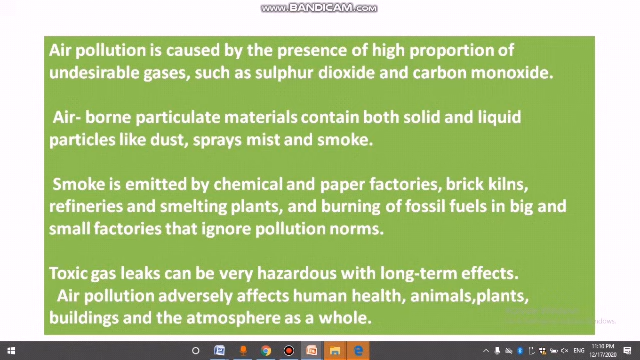 WWW.BANDICAM.COM
Air pollution is caused by the presence of high proportion of
undesirable gases, such as sulphur dioxide and carbon monoxide.
Air- borne particulate materials contain both solid and liquid
particles like dust, sprays mist and smoke.
Smoke is emitted by chemical and paper factories, brick kilns,
refineries and smelting plants, and burning of fossil fuels in big and
small factories that ignore pollution norms.
Toxic gas leaks can be very hazardous with long-term effects.
Air pollution adversely affects human health, animals,plants,
buildings and the atmosphere as a whole.
ENG
11:10 PM
12/17/2020